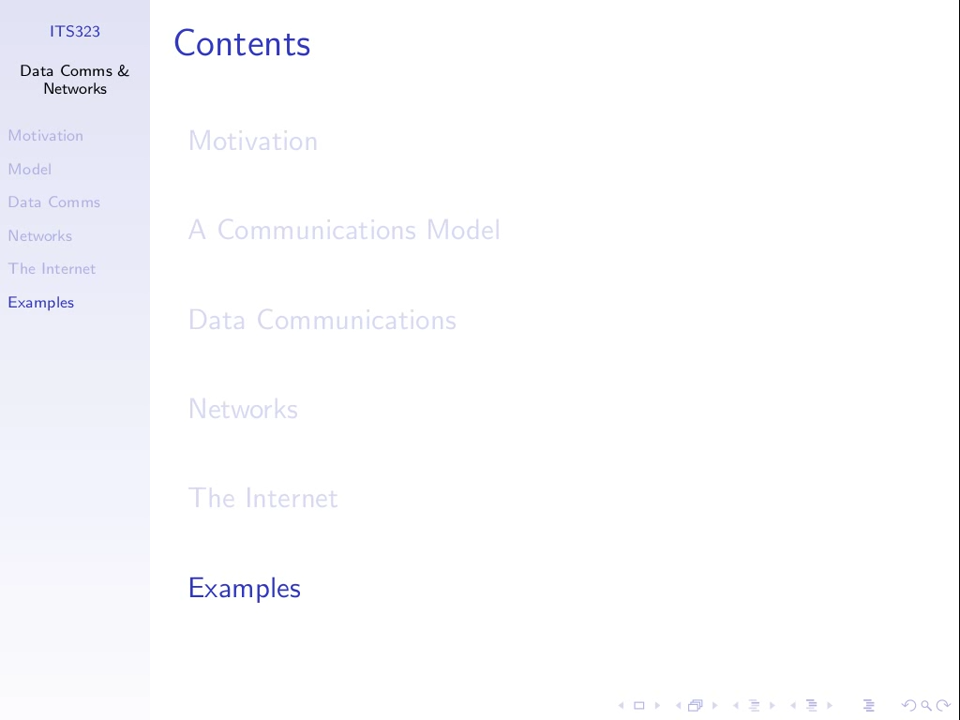 ITS323
Data Comms &
Networks
Motivation
Model
Data Comms
Networks
The Internet
Examples
Contents
Motivation
A Communications Model
Data Communications
Networks
The Internet
Examples